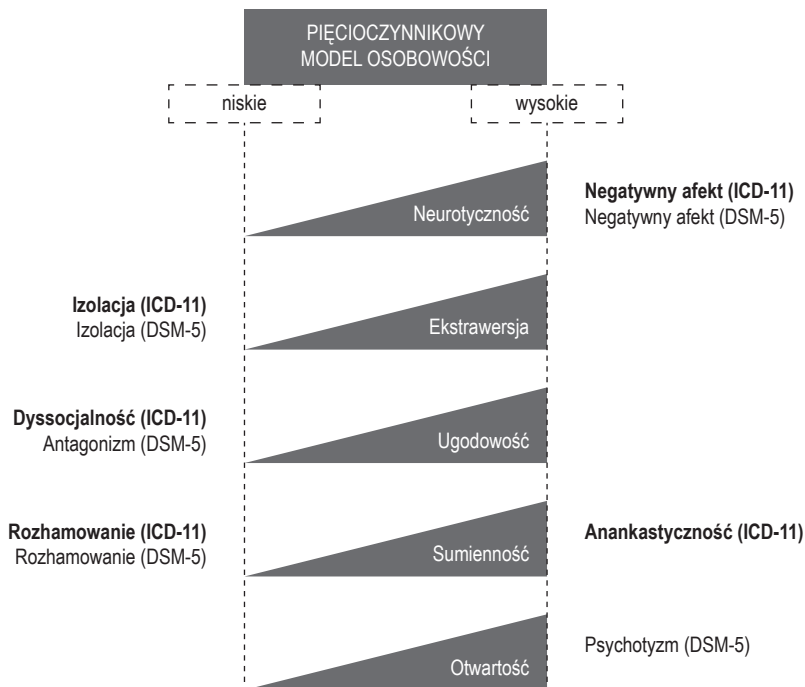 PIĘCIOCZYNNIKOWY
MODEL OSOBOWOŚCI
niskie
wysokie
Neurotyczność
Negatywny afekt (ICD-11)
Negatywny afekt (DSM-5)
Izolacja (ICD-11)
Izolacja (DSM-5)
Ekstrawersja
Dyssocjalność (ICD-11)
Antagonizm (DSM-5)
Ugodowość
Rozhamowanie (ICD-11)
Rozhamowanie (DSM-5)
Sumienność
Anankastyczność (ICD-11)
Otwartość
Psychotyzm (DSM-5)